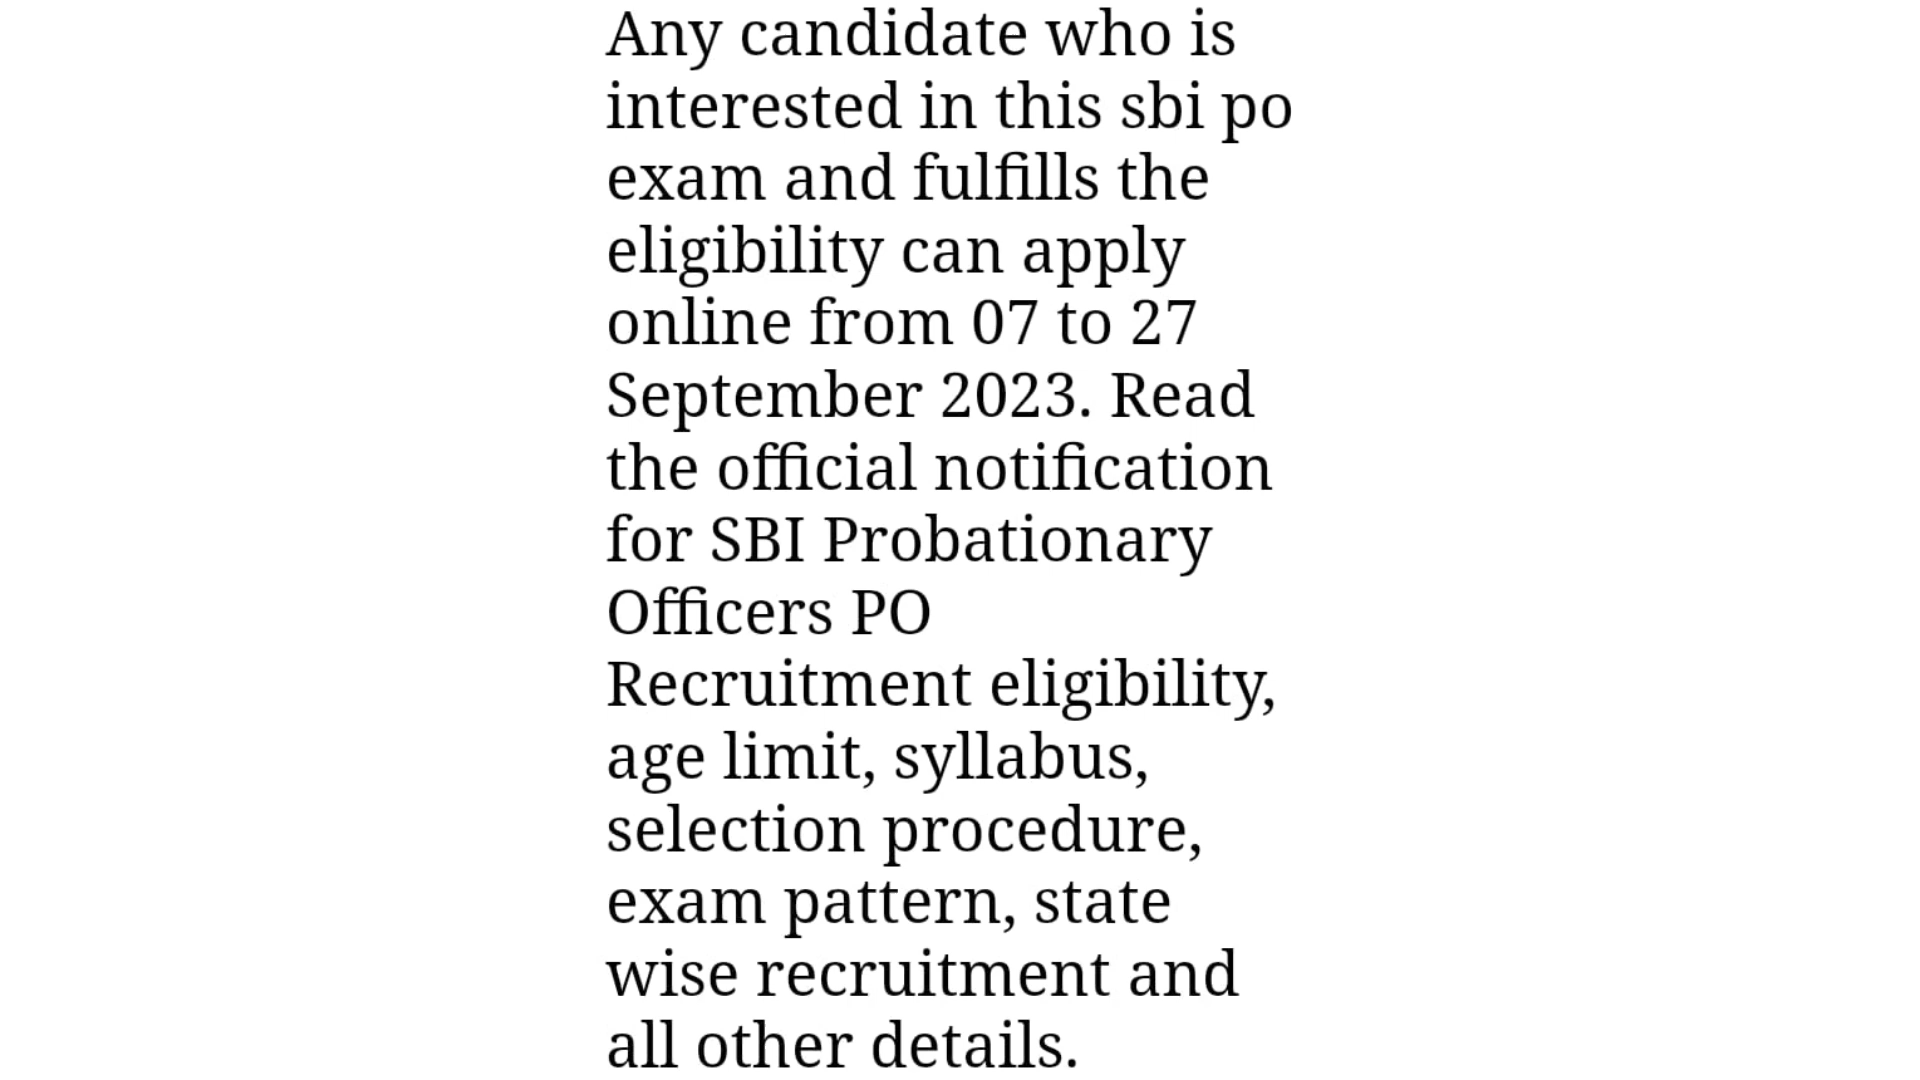 Any candidate who is
interested in this sbi po
exam and fulfills the
eligibility can apply
online from 07 to 27
September 2023. Read
the official notification
for SBI Probationary
Officers PO
Recruitment eligibility,
age limit, syllabus,
selection procedure,
exam pattern, state
wise recruitment and
all other details.